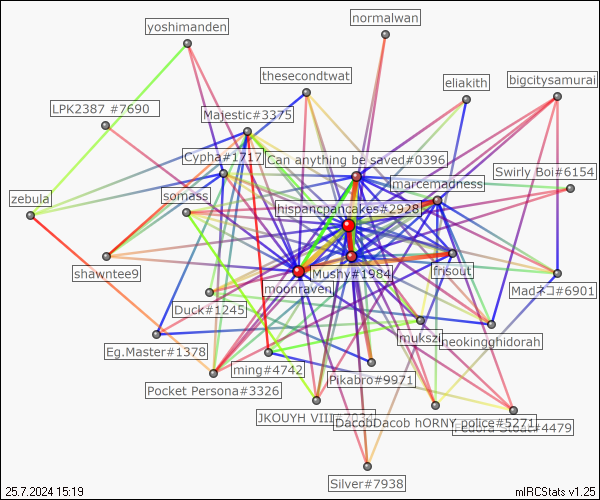 normalwan
yoshimanden
thesecondtwat
eliakith
bigcitysamurai
LPK2387 #7690
Majestic#3375
Cypha#1717
Can anything be saved#0396
marcemadness
Swirly Boi#6154
zebula
somass
hispancpancakes#2928
shawntee9
Mushy#1984
frisout
moonraven
Madネコ#6901
Duck#1245
mukszi
neokingghidorah
Eg.Master#1378
ming#4742
Pikabro#9971
Pocket Persona#3326
JKOUYH VIII#7034
DacobDacob hORNY police#5271
Fedora Stout#4479
Silver#7938
25.7.2024 15:19
mIRCStats v1.25